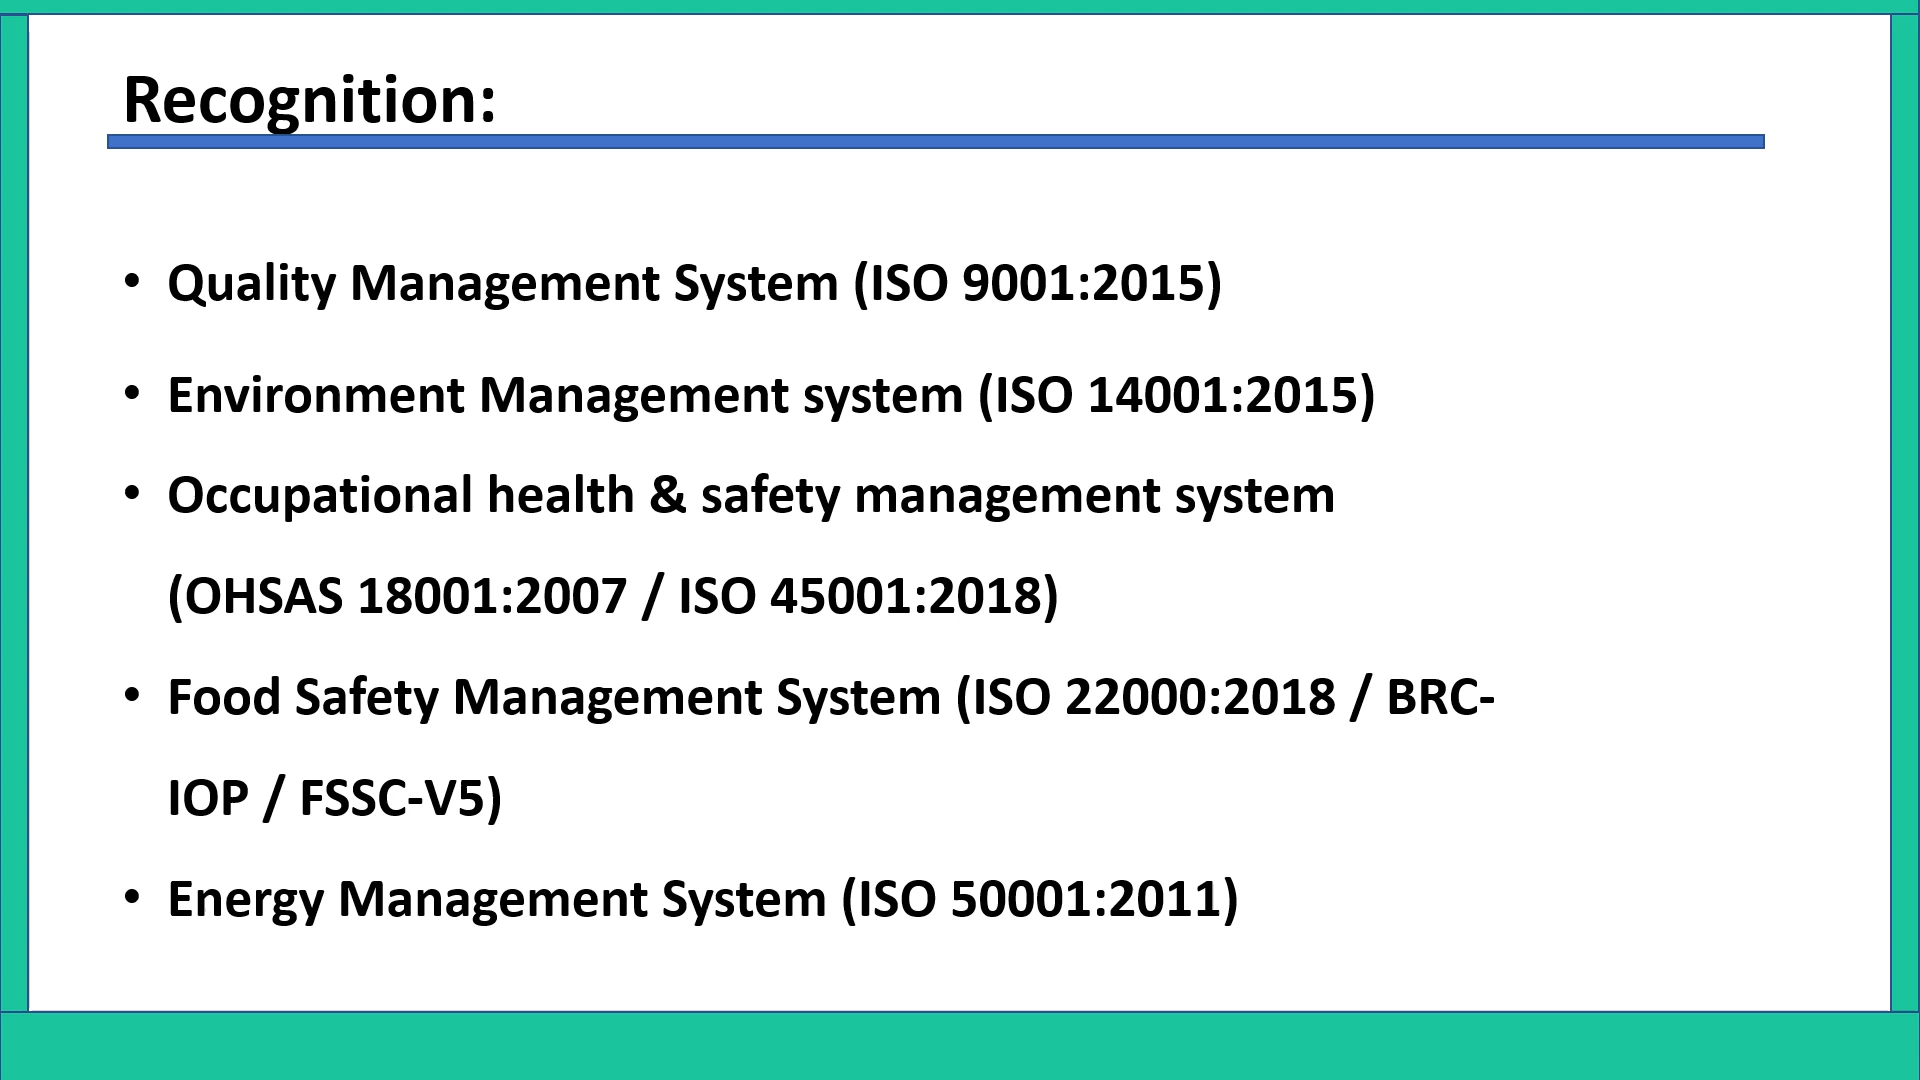 Recognition:
• Quality Management System (ISO 9001:2015)
• Environment Management system (ISO 14001:2015)
• Occupational health & safety management system
(OHSAS 18001:2007 / ISO 45001:2018)
• Food Safety Management System (ISO 22000:2018 / BRC-
IOP / FSSC-V5)
• Energy Management System (ISO 50001:2011)